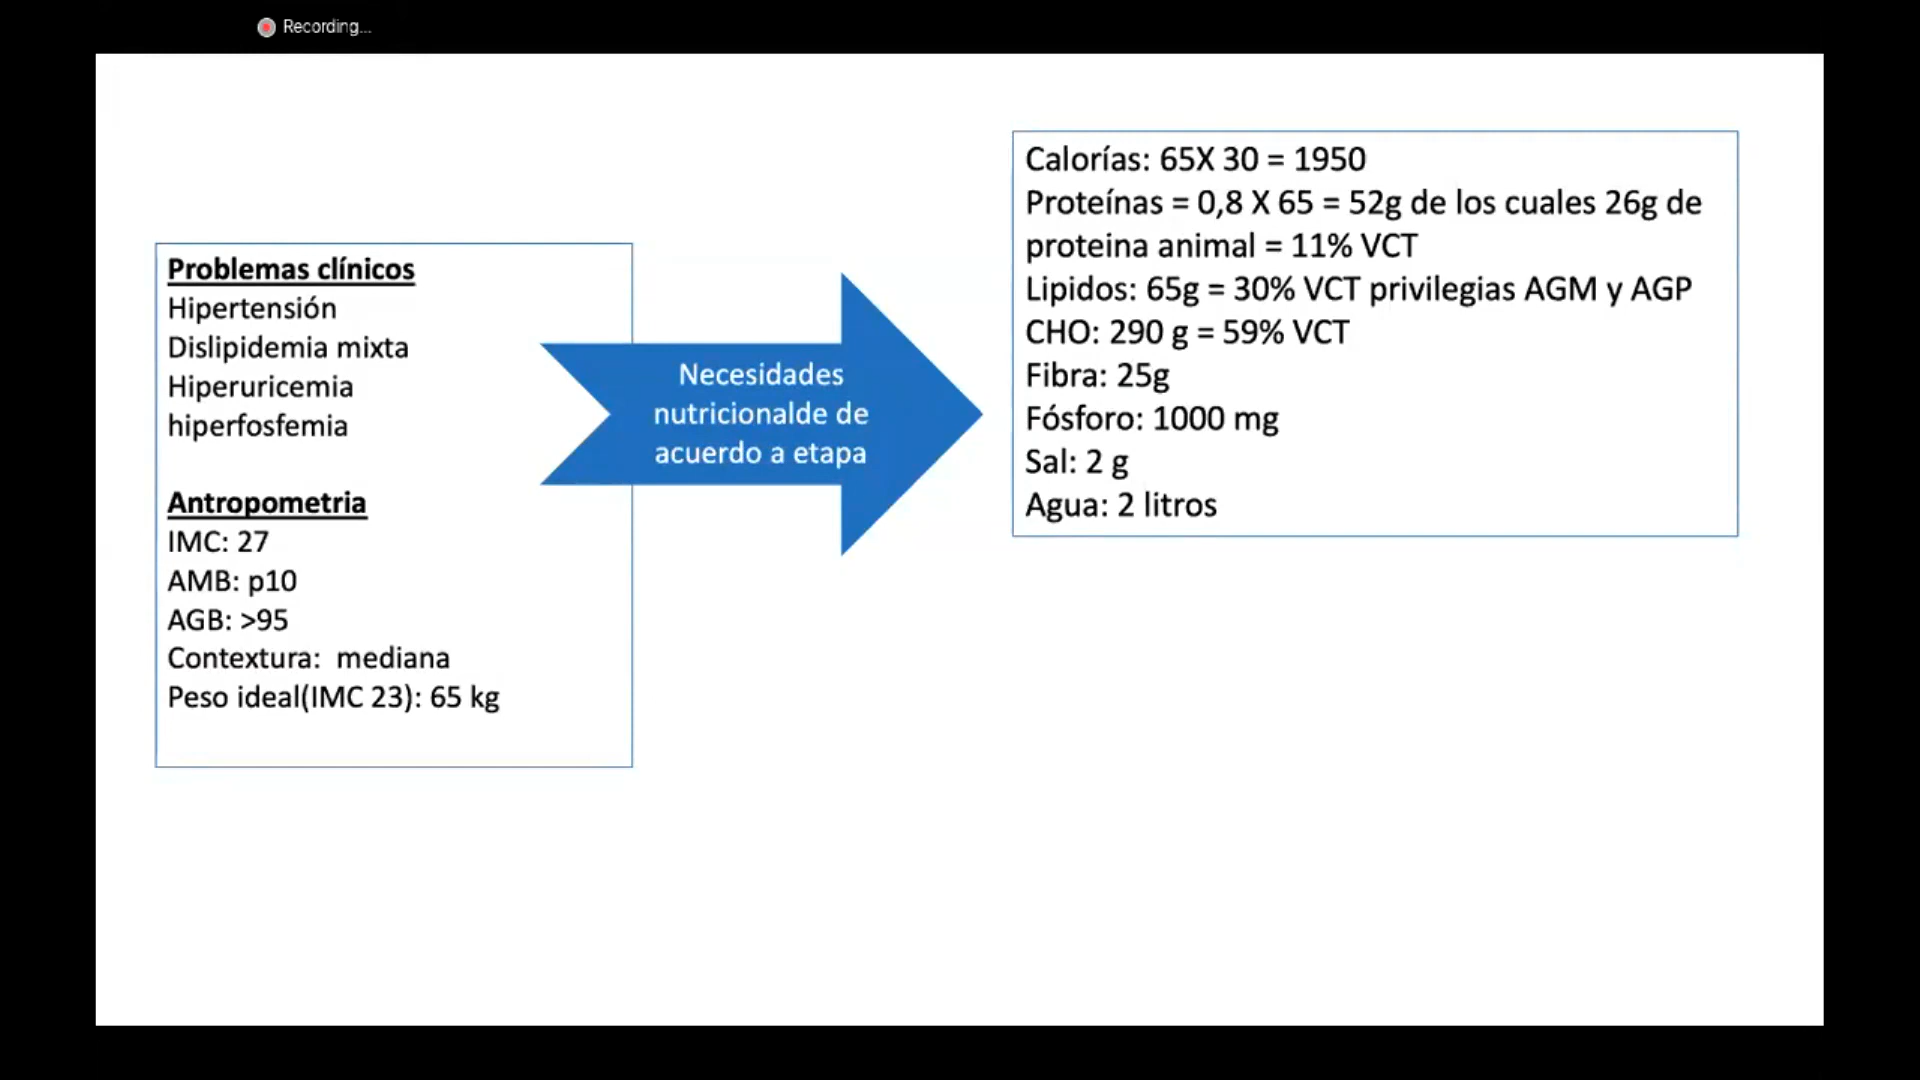 Recording...
Problemas clínicos
Hipertensión
Dislipidemia mixta
Hiperuricemia
hiperfosfemia
Antropometria
IMC: 27
AMB: p10
AGB: >95
Contextura:  mediana
Peso ideal(IMC 23): 65 kg
Necesidades
nutricionalde de
acuerdo a etapa
Calorías: 65X 30 = 1950
Proteínas = 0,8 X 65 = 52g de los cuales 26g de
proteina animal = 11% VCT
Lipidos: 65g = 30% VCT privilegias AGM y AGP
CHO: 290 g = 59% VCT
Fibra: 25g
Fósforo: 1000 mg
Sal: 2 g
Agua: 2 litros